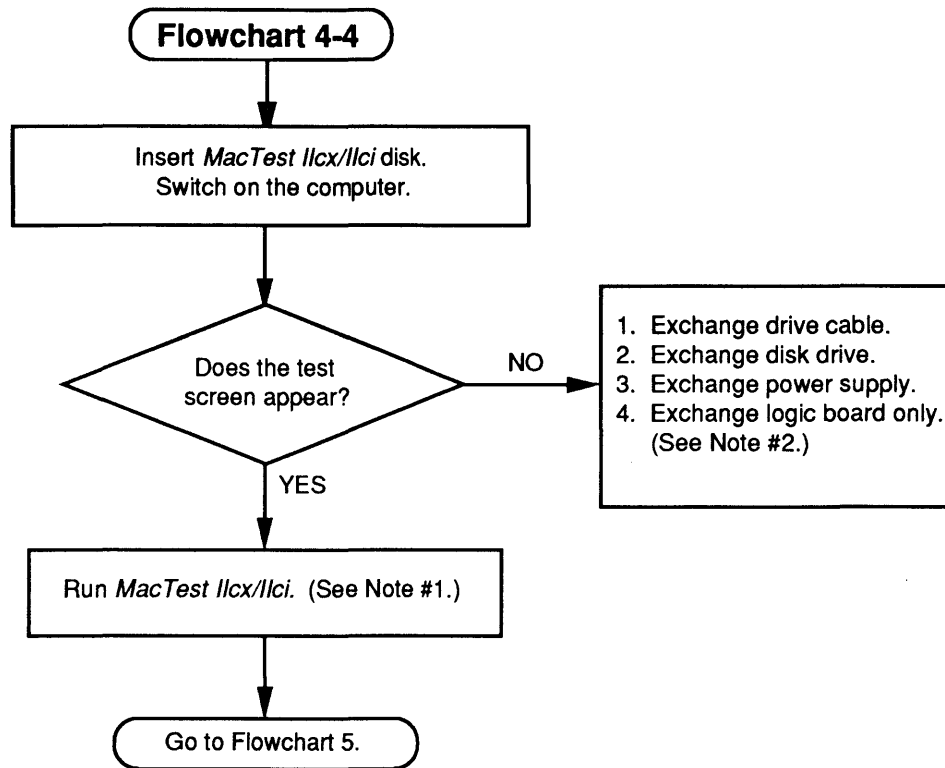 Flowchart 4-4
Insert MacTest IIcx/IIci disk.
Switch on the computer.
Does the test
screen appear?
NO
1. Exchange drive cable.
2. Exchange disk drive.
3. Exchange power supply.
4. Exchange logic board only.
(See Note #2.)
YES
Run MacTest IIcx/IIci. (See Note #1.)
Go to Flowchart 5.